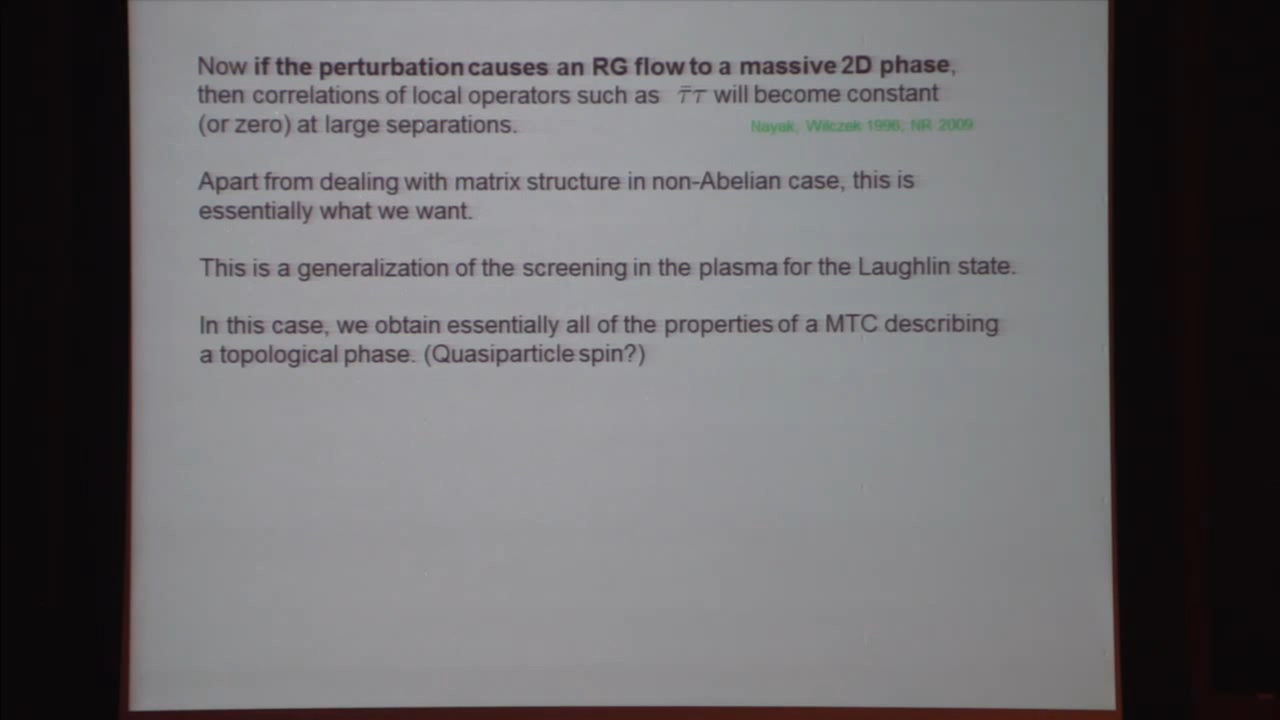 Now if the perturbation causes an RG flow to a massive 2D phase,
then correlations of local operators such as τ̄τ will become constant
(or zero) at large separations.
Nayak, Wilczek 1996; NR 2009
Apart from dealing with matrix structure in non-Abelian case, this is
essentially what we want.
This is a generalization of the screening in the plasma for the Laughlin state.
In this case, we obtain essentially all of the properties of a MTC describing
a topological phase. (Quasiparticle spin?)